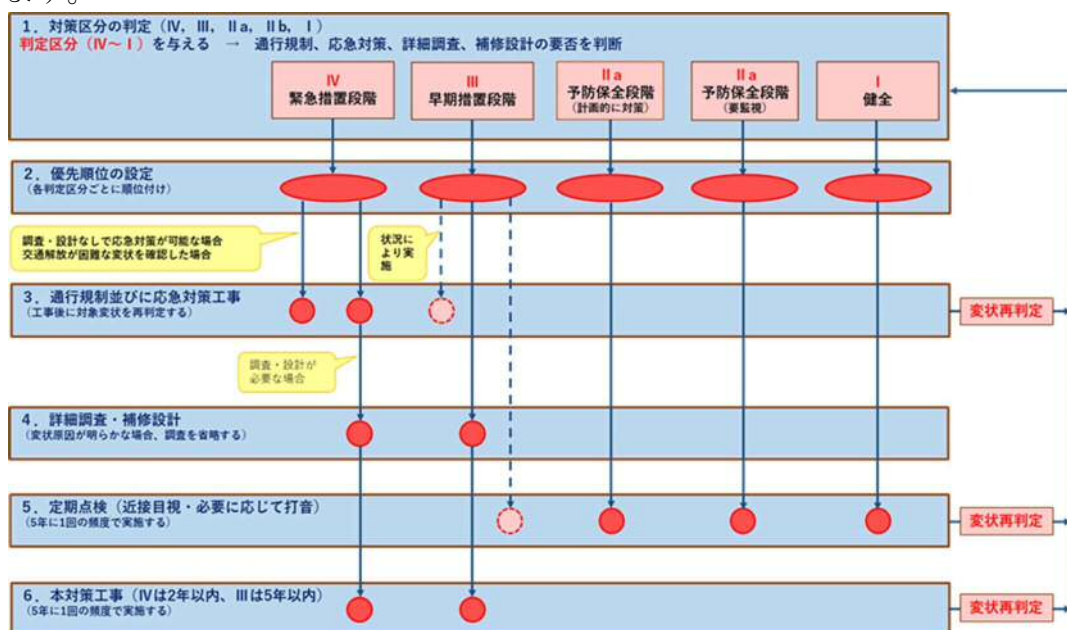 ます。
1．対策区分の判定（Ⅳ，Ⅲ，Ⅱa，Ⅱb，Ⅰ）
判定区分（Ⅳ～Ⅰ）を与える　→　通行規制、応急対策、詳細調査、補修設計の要否を判断
Ⅳ
緊急措置段階
Ⅲ
早期措置段階
Ⅱa
予防保全段階
（計画的に対策）
Ⅱa
予防保全段階
（要監視）
Ⅰ
健全
2．優先順位の設定
（各判定区分ごとに順位付け）
調査・設計なしで応急対策が可能な場合
交通解放が困難な変状を確認した場合
状況に
より実
施
3．通行規制並びに応急対策工事
（工事後に対象変状を再判定する）
変状再判定
調査・設計が
必要な場合
4．詳細調査・補修設計
（変状原因が明らかな場合、調査を省略する）
5．定期点検（近接目視・必要に応じて打音）
（5年に1回の頻度で実施する）
変状再判定
6．本対策工事（Ⅳは2年以内、Ⅲは5年以内）
（5年に1回の頻度で実施する）
変状再判定